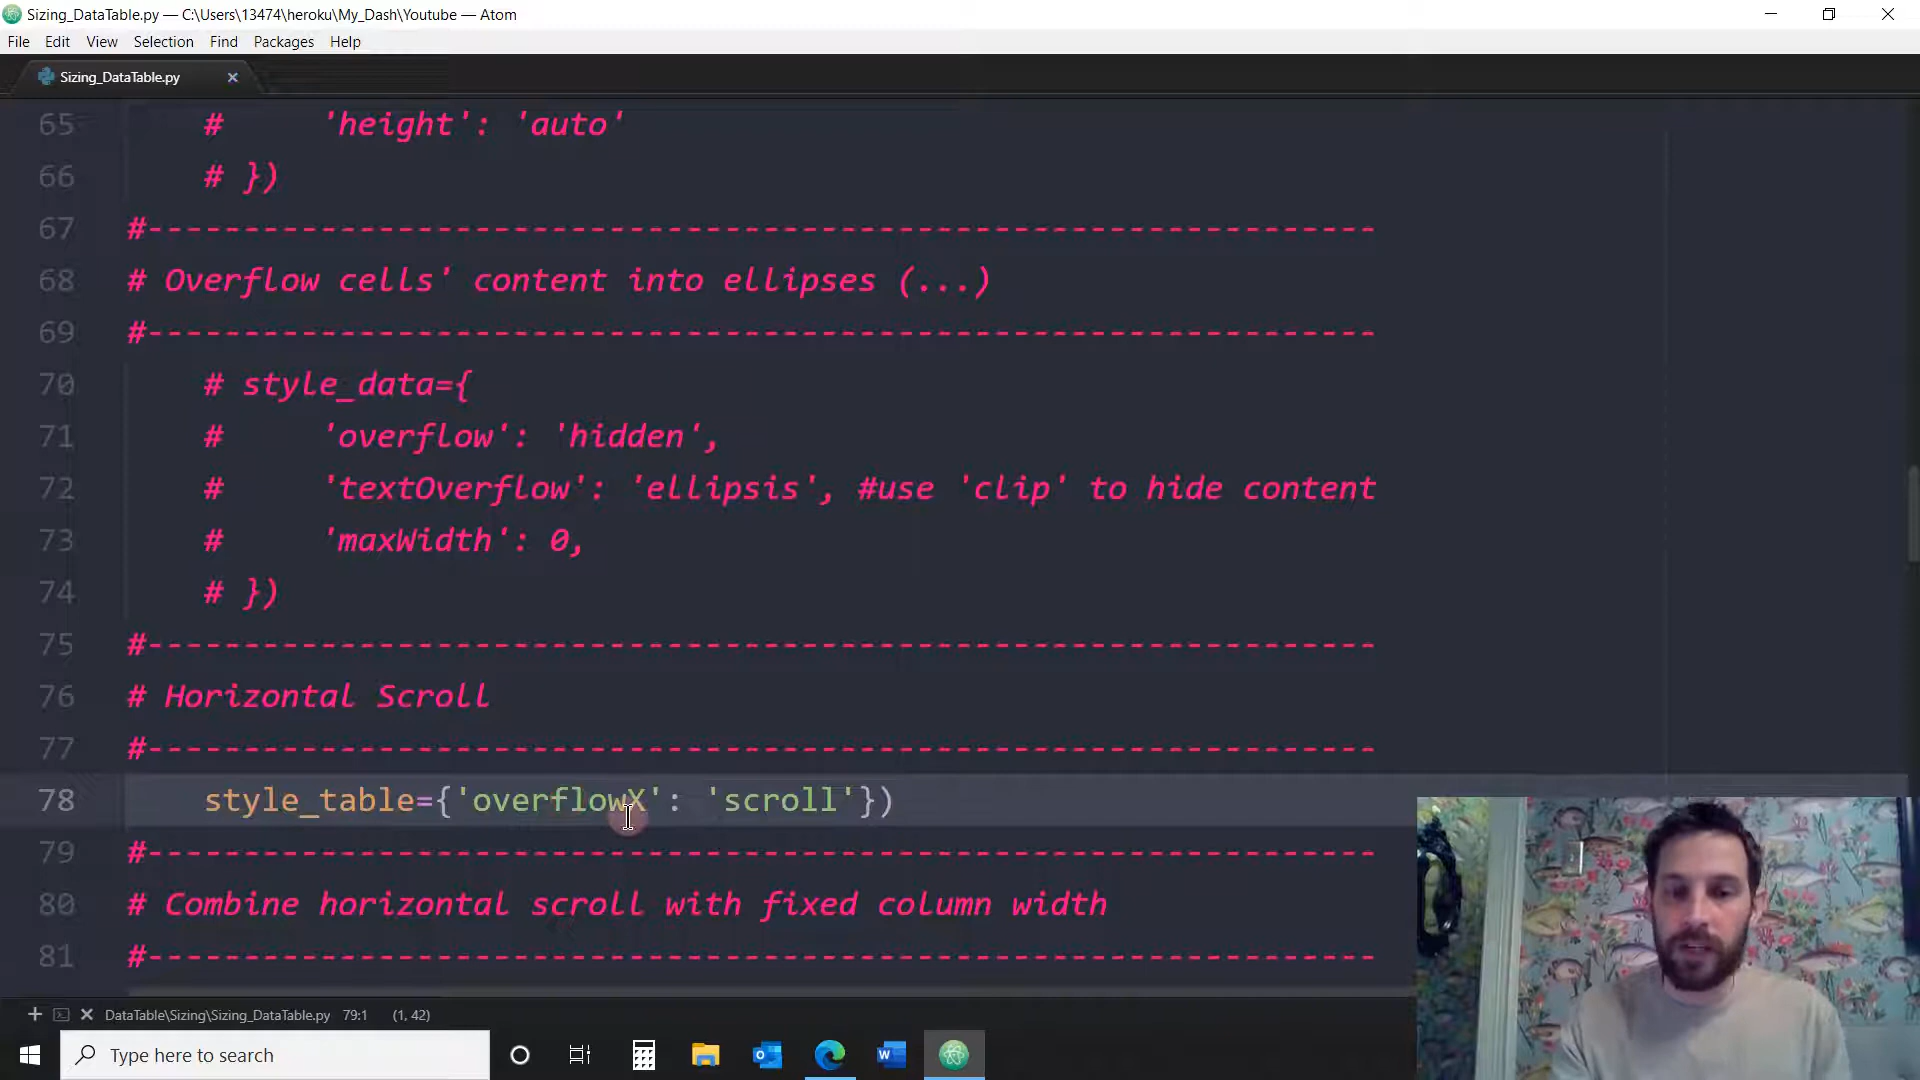 Sizing_DataTable.py — C:\Users\13474\heroku\My_Dash\Youtube — Atom
File Edit View Selection Find Packages Help
Sizing_DataTable.py
65 # 'height': 'auto'
66 # })
67 #----------------------------------------------------------------
68 # Overflow cells' content into ellipses (...)
69 #----------------------------------------------------------------
70 # style_data={
71 # 'overflow': 'hidden',
72 # 'textOverflow': 'ellipsis', #use 'clip' to hide content
73 # 'maxWidth': 0,
74 # })
75 #----------------------------------------------------------------
76 # Horizontal Scroll
77 #----------------------------------------------------------------
78 style_table={'overflowX': 'scroll'})
79 #----------------------------------------------------------------
80 # Combine horizontal scroll with fixed column width
81 #----------------------------------------------------------------
DataTable\Sizing\Sizing_DataTable.py 79:1 (1, 42)
Type here to search